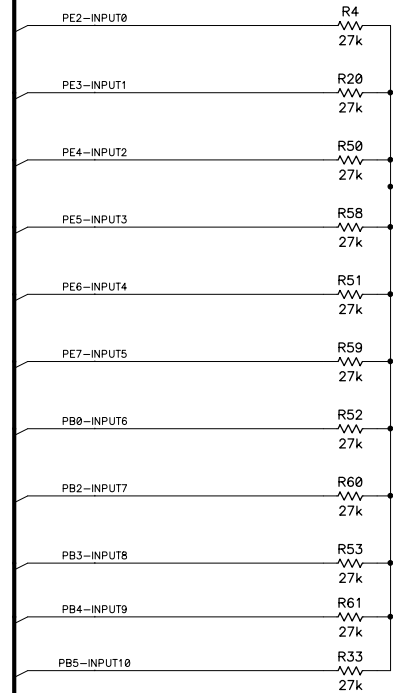 PE2-INPUT0
R4
27k
PE3-INPUT1
R20
27k
PE4-INPUT2
R50
27k
PE5-INPUT3
R58
27k
PE6-INPUT4
R51
27k
PE7-INPUT5
R59
27k
PB0-INPUT6
R52
27k
PB2-INPUT7
R60
27k
PB3-INPUT8
R53
27k
PB4-INPUT9
R61
27k
PB5-INPUT10
R33
27k